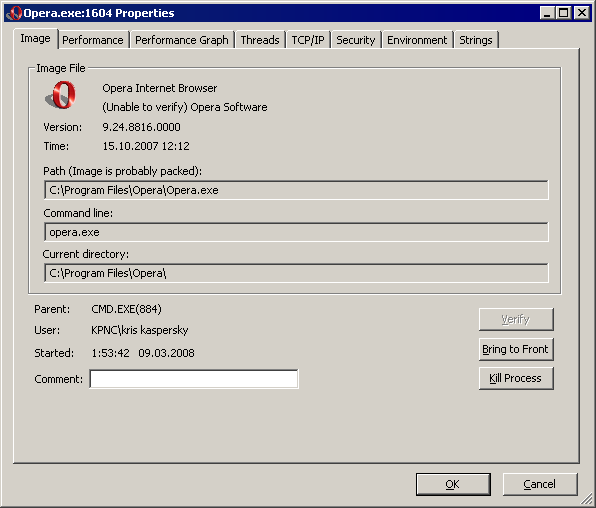 Opera.exe:1604 Properties
Image Performance Performance Graph Threads TCP/IP Security Environment Strings
Image File
Opera Internet Browser
(Unable to verify) Opera Software
Version: 9.24.8816.0000
Time: 15.10.2007 12:12
Path (Image is probably packed):
C:\Program Files\Opera\Opera.exe
Command line:
opera.exe
Current directory:
C:\Program Files\Opera\
Parent: CMD.EXE(884)
Verify
User: KPNC\kris kaspersky
Started: 1:53:42 09.03.2008
Bring to Front
Comment:
Kill Process
OK Cancel